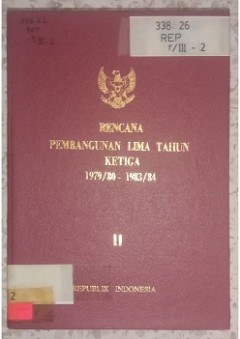 338.26
REP
r/III - 2
RENCANA
PEMBANGUNAN LIMA TAHUN
KETIGA
1979/80 - 1983/84
II
REPUBLIK INDONESIA
2